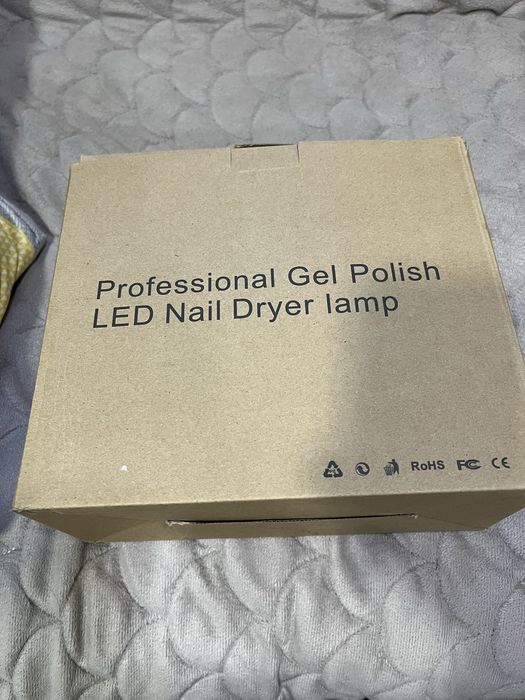 Professional Gel Polish
LED Nail Dryer lamp
RoHS FC CE